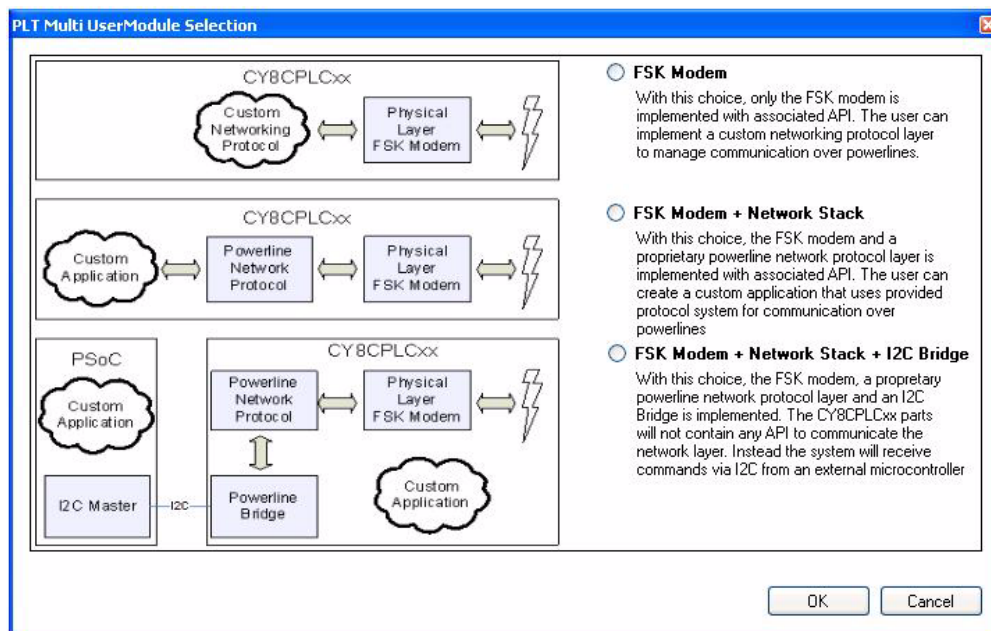 PLT Multi UserModule Selection
CY8CPLCxx
Custom
Networking
Protocol
Physical
Layer
FSK Modem
FSK Modem
With this choice, only the FSK modem is
implemented with associated API. The user can
implement a custom networking protocol layer
to manage communication over powerlines.
CY8CPLCxx
Custom
Application
Powerline
Network
Protocol
Physical
Layer
FSK Modem
FSK Modem + Network Stack
With this choice, the FSK modem and a
proprietary powerline network protocol layer is
implemented with associated API. The user can
create a custom application that uses provided
protocol system for communication over
powerlines
PSoC
Custom
Application
I2C Master
I2C
CY8CPLCxx
Powerline
Network
Protocol
Physical
Layer
FSK Modem
Powerline
Bridge
Custom
Application
FSK Modem + Network Stack + I2C Bridge
With this choice, the FSK modem, a propretary
powerline network protocol layer and an I2C
Bridge is implemented. The CY8CPLCxx parts
will not contain any API to communicate the
network layer. Instead the system will receive
commands via I2C from an external microcontroller
OK
Cancel